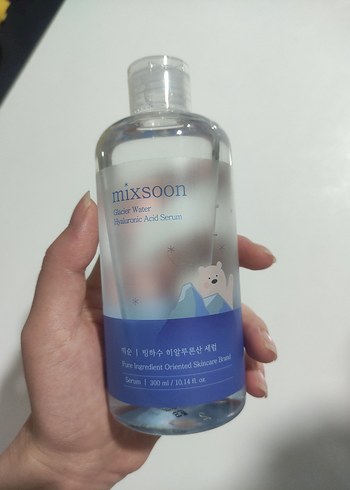 mixsoon
Glacier Water
Hyaluronic Acid Serum
믹순 | 빙하수 히알루론산 세럼
Pure Ingredient Oriented Skincare Brand
Serum | 300 ml / 10.14 fl. oz.